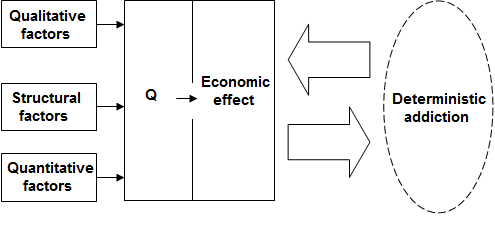 Qualitative
factors
Structural
factors
Quantitative
factors
Q
Economic
effect
Deterministic
addiction